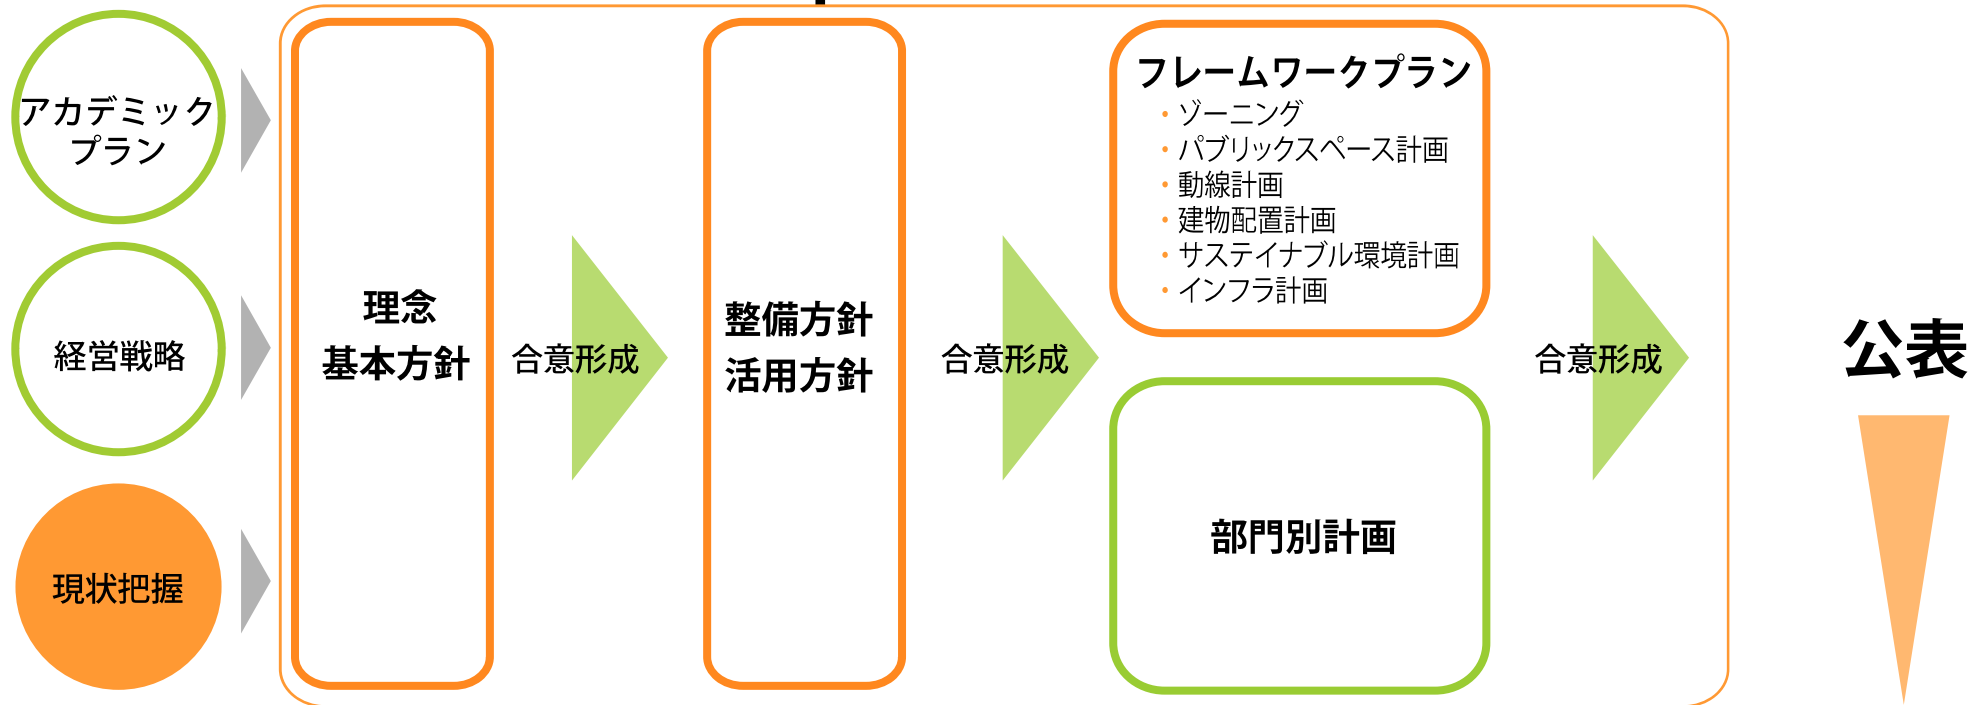 アカデミック
プラン
経営戦略
現状把握
理念
基本方針
合意形成
整備方針
活用方針
合意形成
フレームワークプラン
・ゾーニング
・パブリックスペース計画
・動線計画
・建物配置計画
・サステイナブル環境計画
・インフラ計画
部門別計画
合意形成
公表